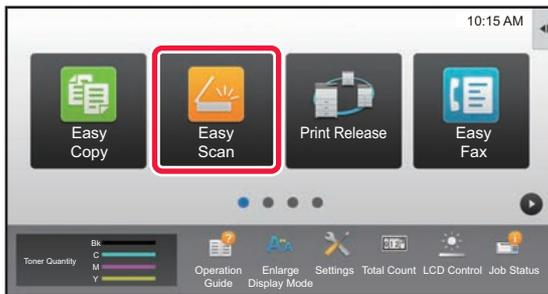 10:15 AM
Easy
Copy
Easy
Scan
Print Release
Easy
Fax
Toner Quantity
Bk
C
M
Y
Operation
Guide
Enlarge
Display Mode
Settings
Total Count
LCD Control
Job Status